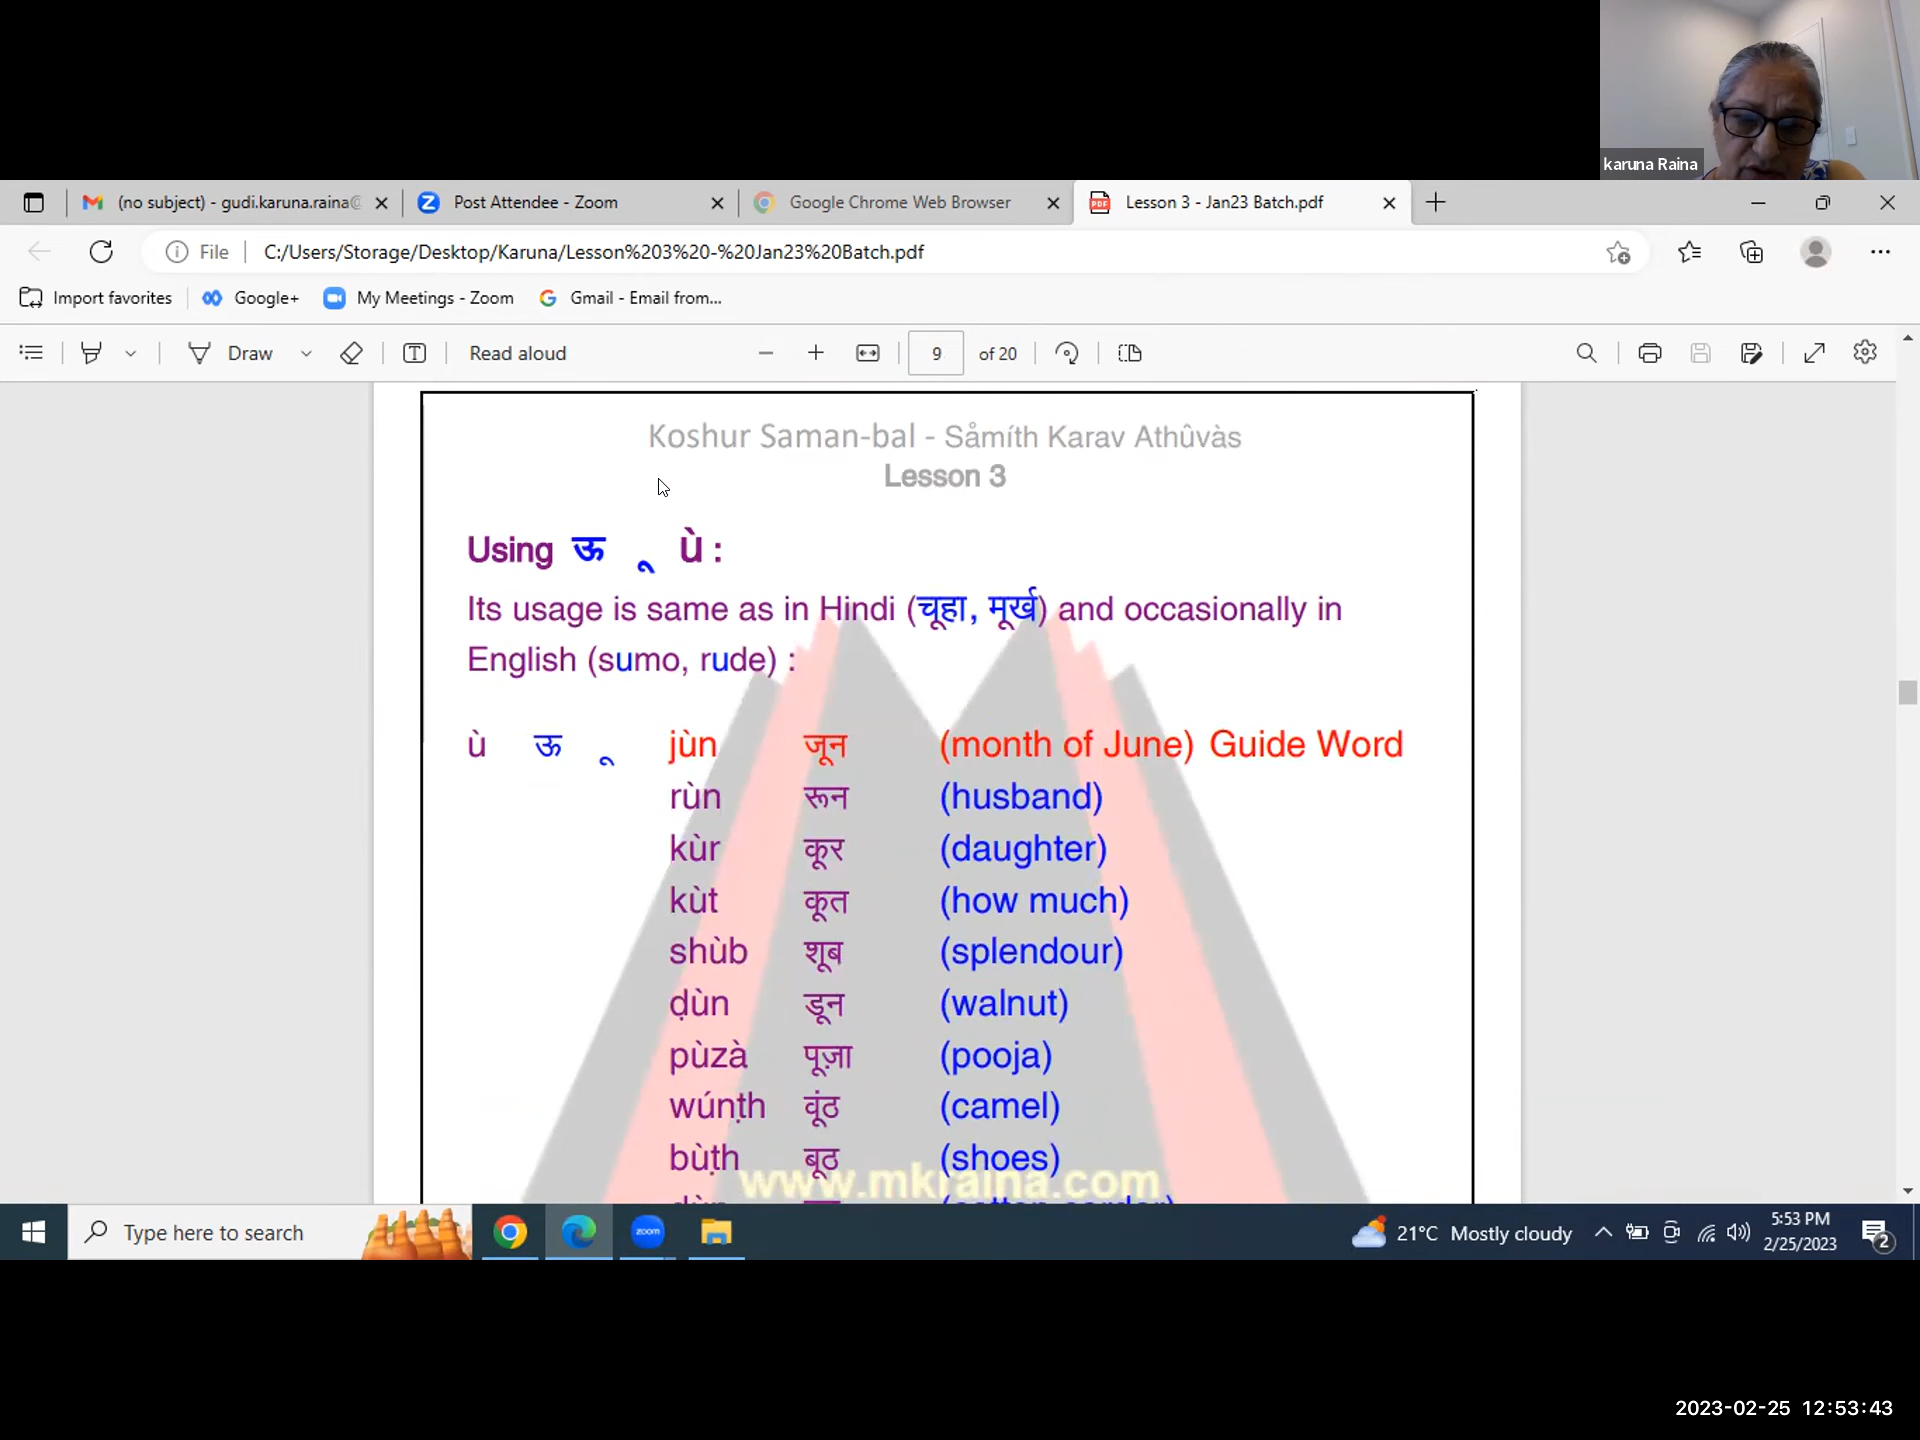 karuna Raina
(no subject) - gudi.karuna.raina@
Post Attendee - Zoom
Google Chrome Web Browser
Lesson 3 - Jan23 Batch.pdf
File C:/Users/Storage/Desktop/Karuna/Lesson%203%20-%20Jan23%20Batch.pdf
Import favorites Google+ My Meetings - Zoom Gmail - Email from...
Draw Read aloud 9 of 20
Koshur Saman-bal - Såmíth Karav Athûvàs
Lesson 3
Using ऊ ू ù :
Its usage is same as in Hindi (चूहा, मूर्ख) and occasionally in
English (sumo, rude) :
ù ऊ ू jùn जून (month of June) Guide Word
rùn रून (husband)
kùr कूर (daughter)
kùt कूत (how much)
shùb शूब (splendour)
ḍùn डून (walnut)
pùzà पूज़ा (pooja)
wúnṭh वूंठ (camel)
bùṭh बूठ (shoes)
www.mkraina.com
Type here to search
zoom
21°C Mostly cloudy
5:53 PM
2/25/2023
2
2023-02-25 12:53:43